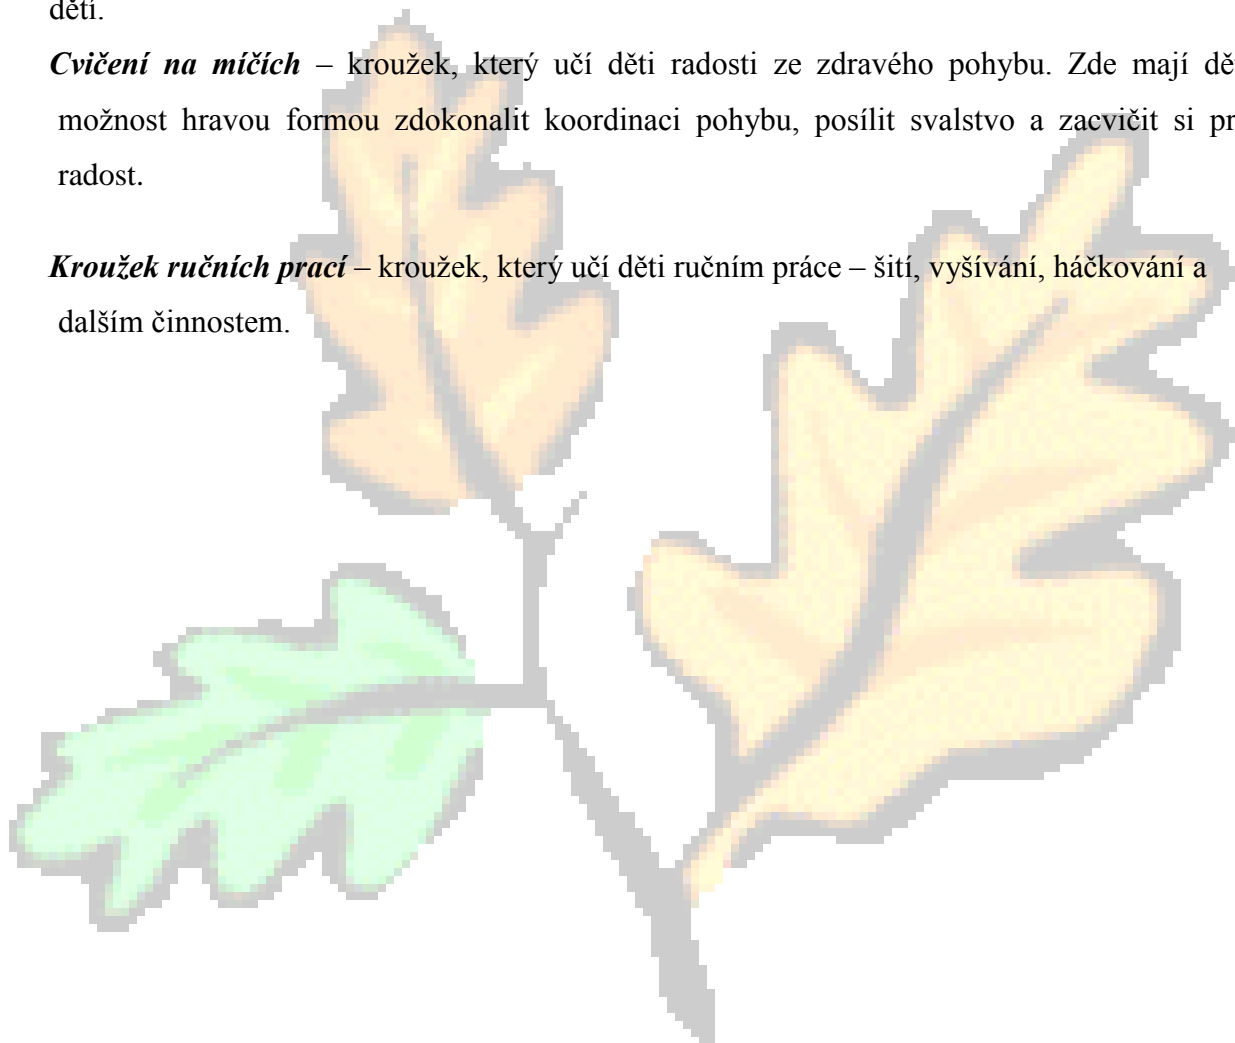 dětí.
Cvičení na míčích – kroužek, který učí děti radosti ze zdravého pohybu. Zde mají dě
možnost hravou formou zdokonalit koordinaci pohybu, posílit svalstvo a zacvičit si pr
radost.
Kroužek ručních prací – kroužek, který učí děti ručním práce – šití, vyšívání, háčkování a
dalším činnostem.